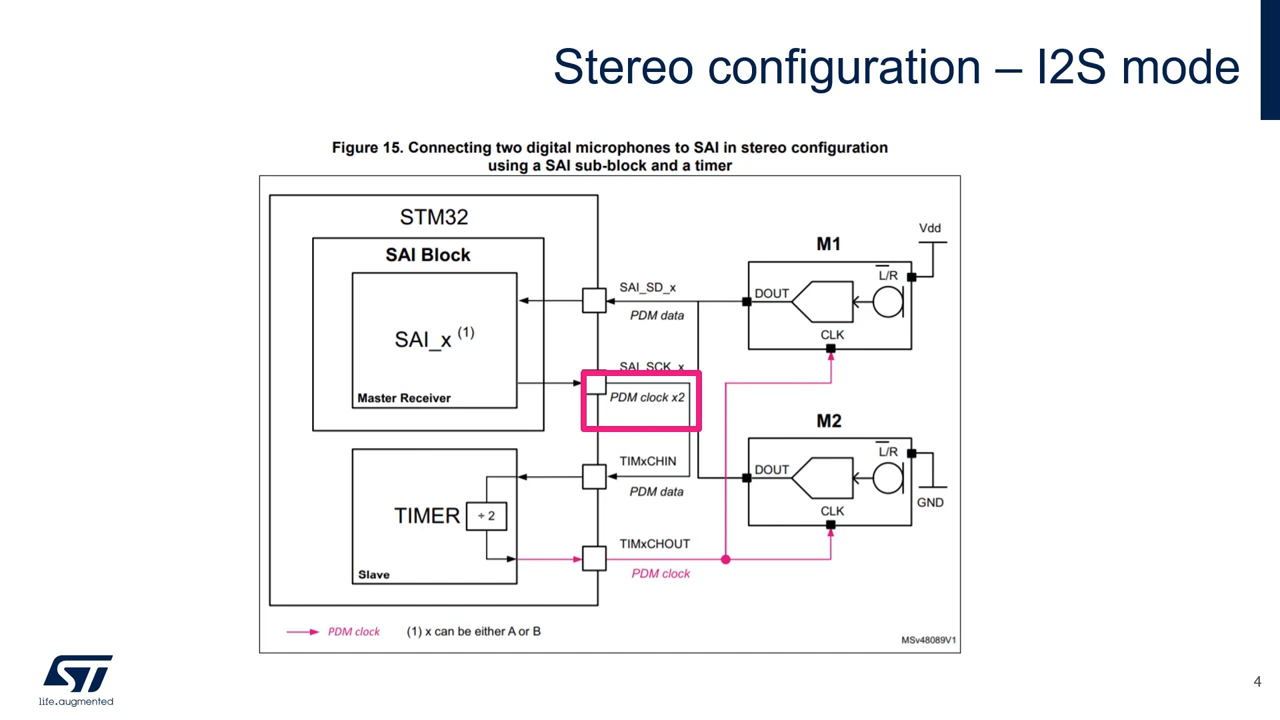 Stereo configuration – I2S mode
Figure 15. Connecting two digital microphones to SAI in stereo configuration
using a SAI sub-block and a timer
STM32
SAI Block
SAI_x (1)
Master Receiver
SAI_SD_x
PDM data
SAI_SCK_x
PDM clock x2
TIMER
÷ 2
Slave
TIMxCHIN
PDM data
TIMxCHOUT
PDM clock
Vdd
M1
L/R
DOUT
CLK
M2
L/R
DOUT
GND
CLK
PDM clock
(1) x can be either A or B
MSv48089V1
ST
life.augmented
4